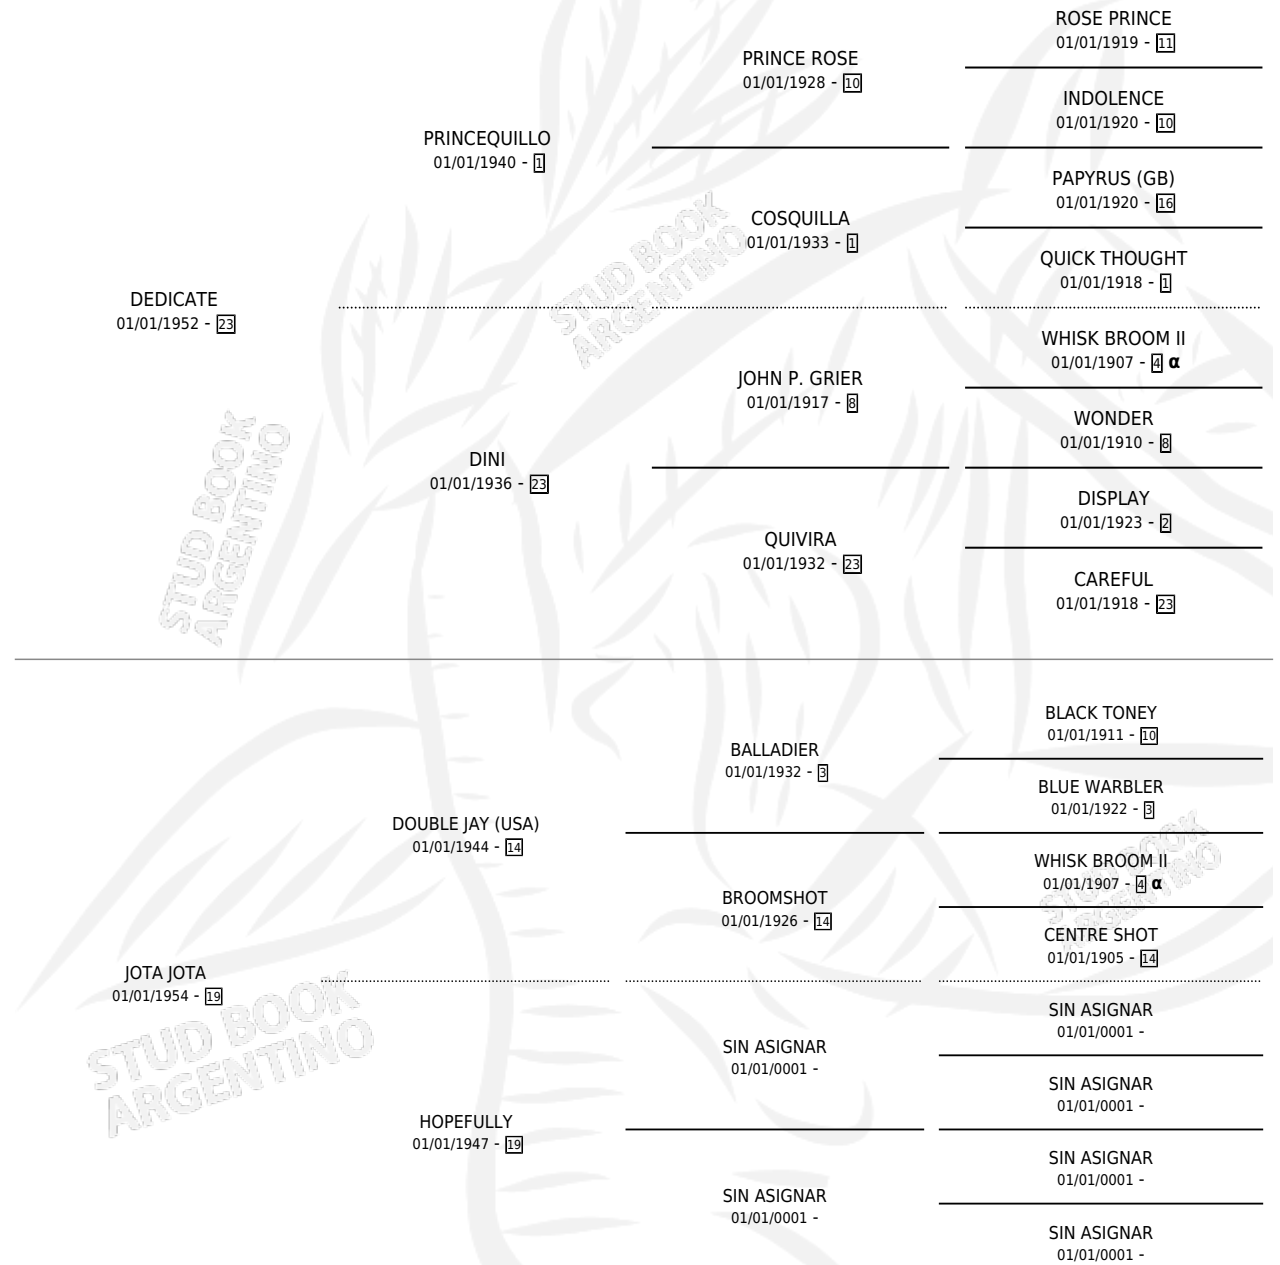 ROSE PRINCE
01/01/1919 - 11
PRINCE ROSE
01/01/1928 - 10
INDOLENCE
01/01/1920 - 10
PRINCEQUILLO
01/01/1940 - 1
PAPYRUS (GB)
01/01/1920 - 16
COSQUILLA
01/01/1933 - 1
QUICK THOUGHT
01/01/1918 - 1
DEDICATE
01/01/1952 - 23
WHISK BROOM II
01/01/1907 - 4 α
JOHN P. GRIER
01/01/1917 - 8
WONDER
01/01/1910 - 8
DINI
01/01/1936 - 23
DISPLAY
01/01/1923 - 2
QUIVIRA
01/01/1932 - 23
CAREFUL
01/01/1918 - 23
STUD BOOK
ARGENTINO
STUD BOOK
ARGENTINO
BLACK TONEY
01/01/1911 - 10
BALLADIER
01/01/1932 - 3
BLUE WARBLER
01/01/1922 - 3
DOUBLE JAY (USA)
01/01/1944 - 14
WHISK BROOM II
01/01/1907 - 4 α
BROOMSHOT
01/01/1926 - 14
CENTRE SHOT
01/01/1905 - 14
JOTA JOTA
01/01/1954 - 19
SIN ASIGNAR
01/01/0001 -
SIN ASIGNAR
01/01/0001 -
SIN ASIGNAR
01/01/0001 -
HOPEFULLY
01/01/1947 - 19
SIN ASIGNAR
01/01/0001 -
SIN ASIGNAR
01/01/0001 -
SIN ASIGNAR
01/01/0001 -
STUD BOOK
ARGENTINO
STUD BOOK
ARGENTINO